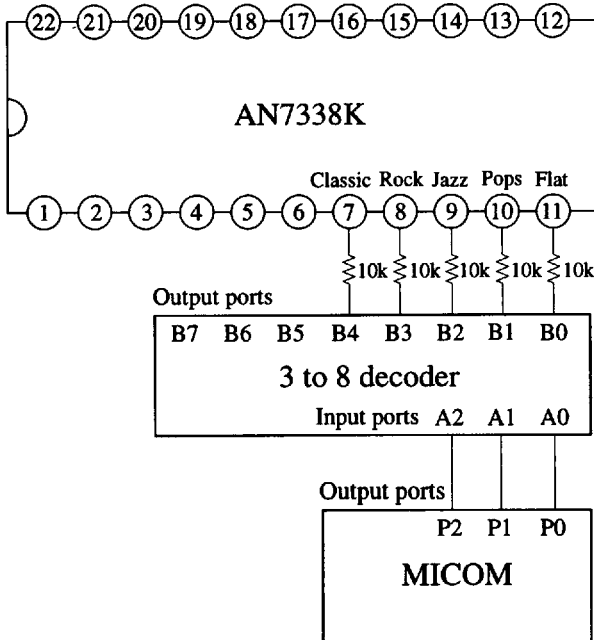 22 21 20 19 18 17 16 15 14 13 12
AN7338K
Classic Rock Jazz Pops Flat
1 2 3 4 5 6 7 8 9 10 11
10k 10k 10k 10k 10k
Output ports
B7 B6 B5 B4 B3 B2 B1 B0
3 to 8 decoder
Input ports A2 A1 A0
Output ports
P2 P1 P0
MICOM